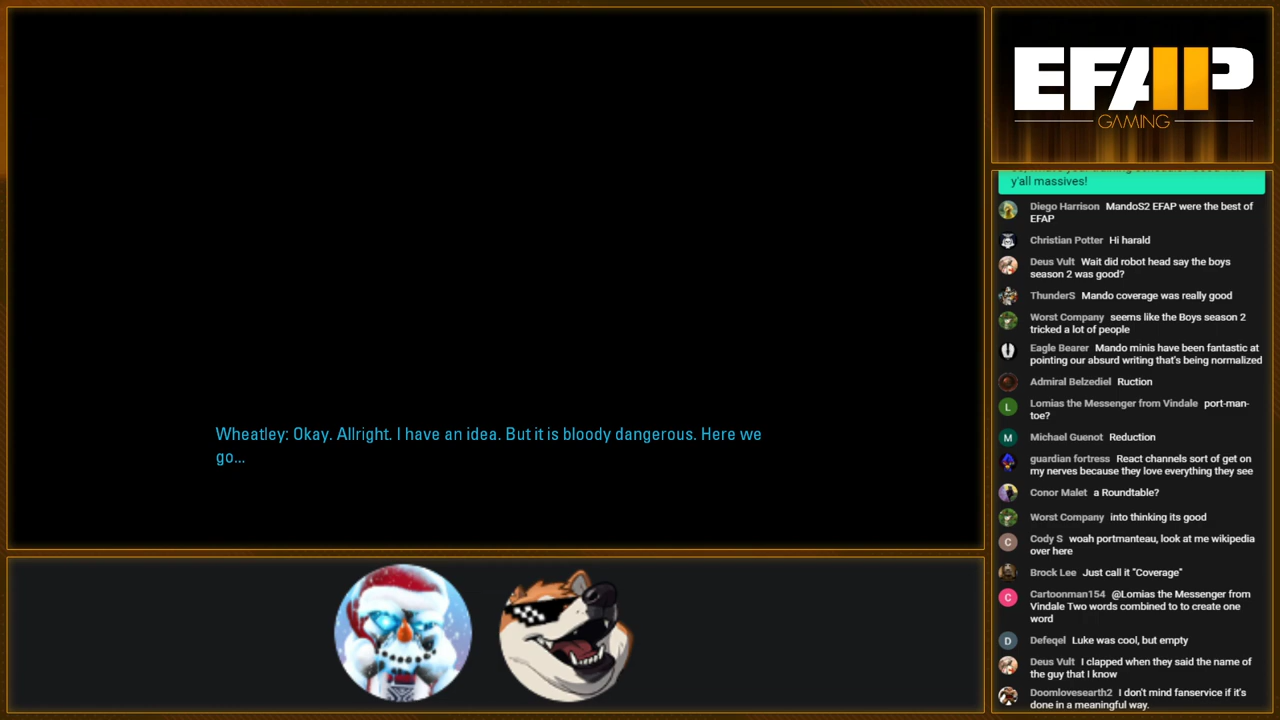 Wheatley: Okay. Allright. I have an idea. But it is bloody dangerous. Here we
go...
EFAP
GAMING
y'all massives!
Diego Harrison MandoS2 EFAP were the best of
EFAP
Christian Potter Hi harald
Deus Vult Wait did robot head say the boys
season 2 was good?
ThunderS Mando coverage was really good
Worst Company seems like the Boys season 2
tricked a lot of people
Eagle Bearer Mando minis have been fantastic at
pointing our absurd writing that's being normalized
Admiral Belzediel Ruction
L
Lomias the Messenger from Vindale port-man-
toe?
M
Michael Guenot Reduction
guardian fortress React channels sort of get on
my nerves because they love everything they see
Conor Malet a Roundtable?
Worst Company into thinking its good
C
Cody S woah portmanteau, look at me wikipedia
over here
Brock Lee Just call it "Coverage"
C
Cartoonman154 @Lomias the Messenger from
Vindale Two words combined to to create one
word
D
Defeqel Luke was cool, but empty
Deus Vult I clapped when they said the name of
the guy that I know
Doomlovesearth2 I don't mind fanservice if it's
done in a meaningful way.